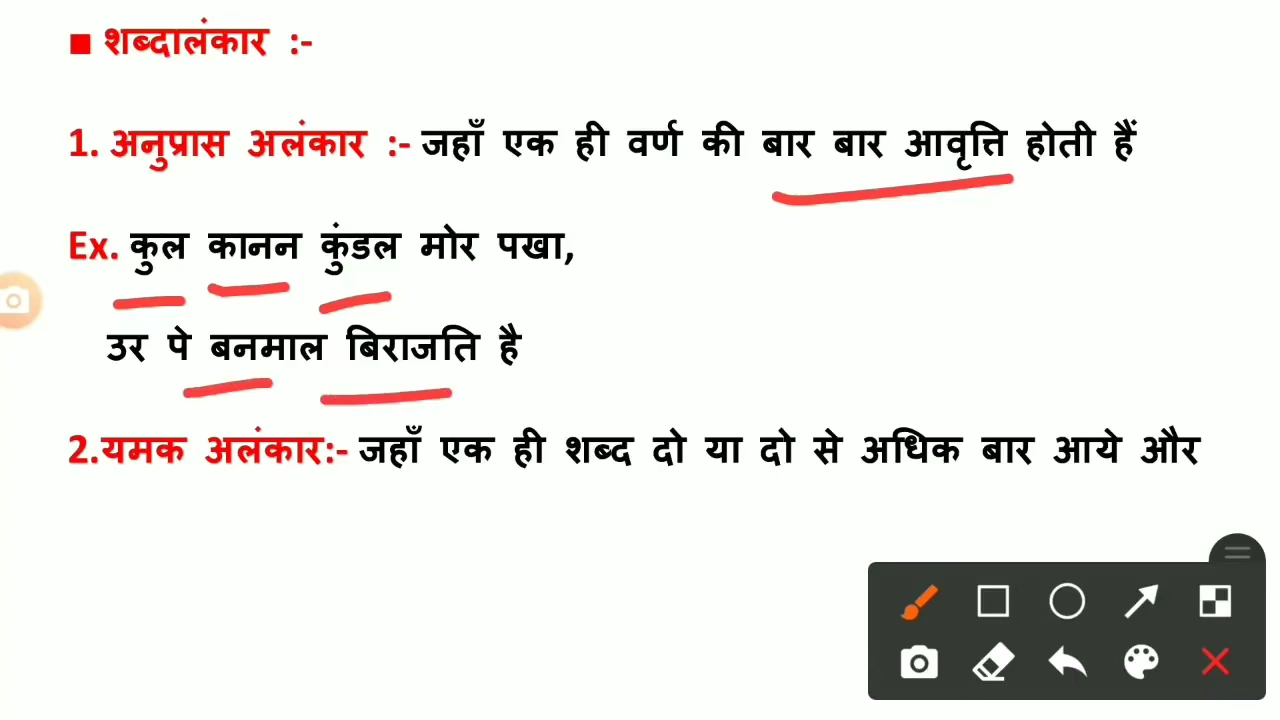 ■ शब्दालंकार :-
1. अनुप्रास अलंकार :- जहाँ एक ही वर्ण की बार बार आवृत्ति होती हैं
Ex. कुल कानन कुंडल मोर पखा,
उर पे बनमाल बिराजति है
2.यमक अलंकार:- जहाँ एक ही शब्द दो या दो से अधिक बार आये और